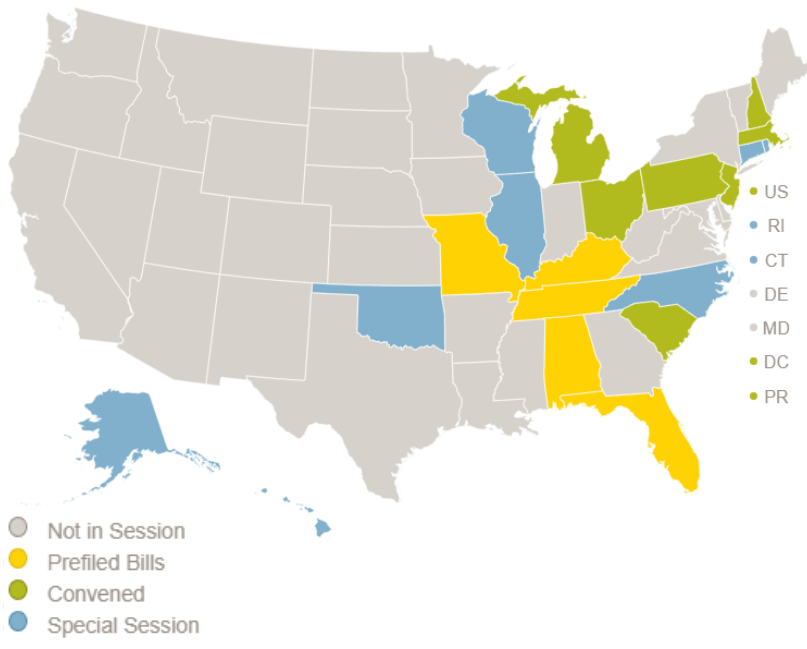 US
RI
CT
DE
MD
DC
PR
Not in Session
Prefiled Bills
Convened
Special Session